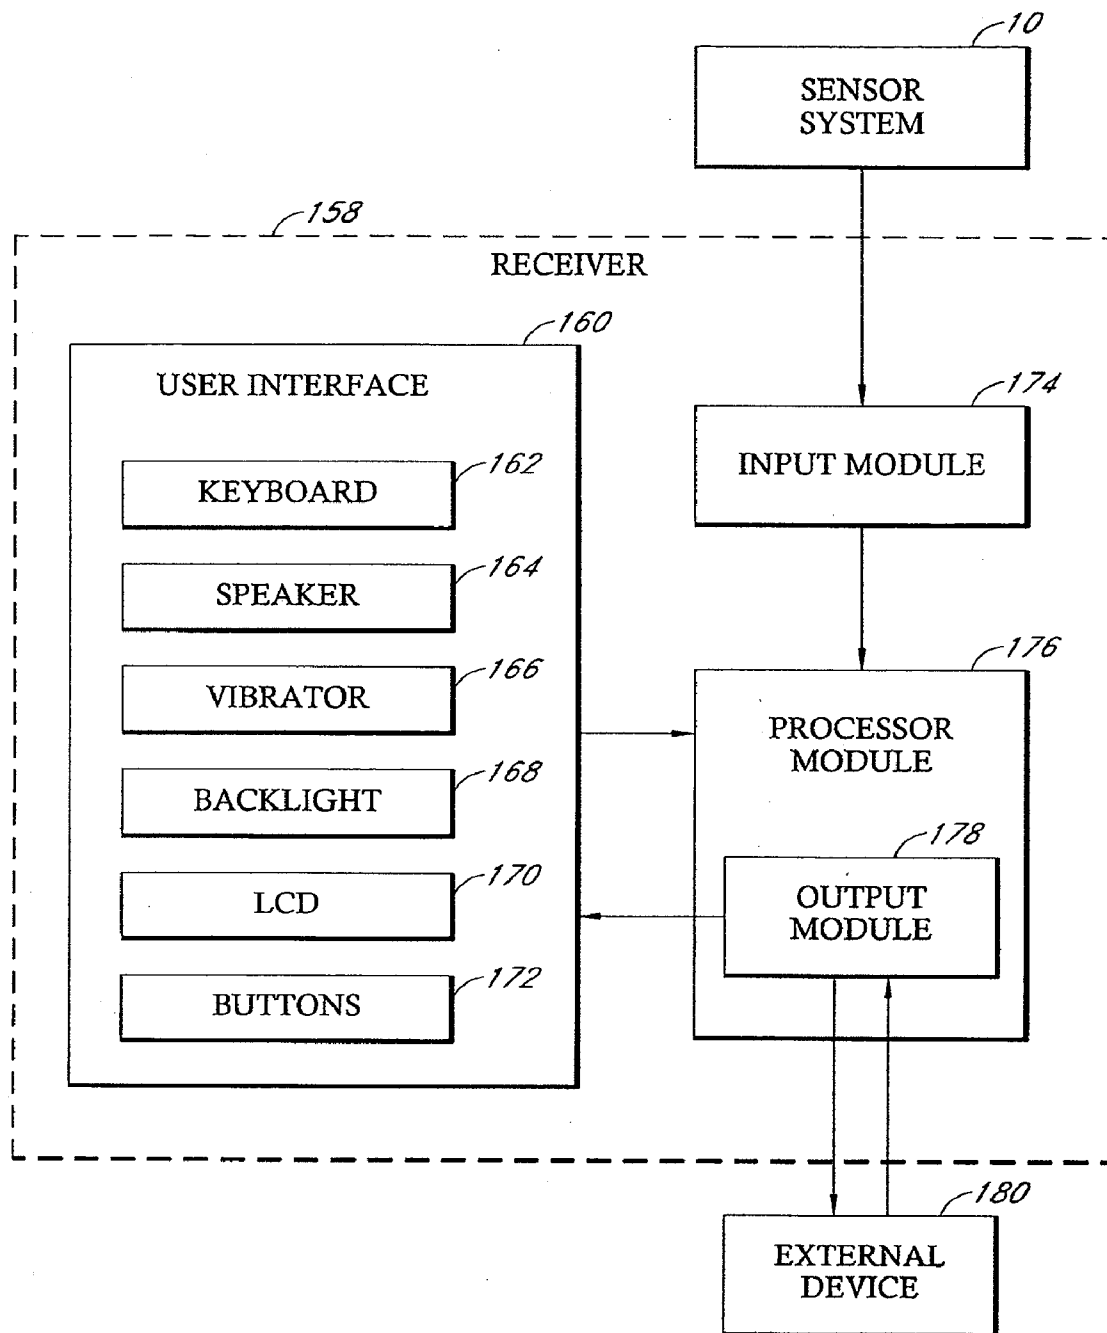 10
SENSOR
SYSTEM
158
RECEIVER
160
USER INTERFACE
174
INPUT MODULE
162
KEYBOARD
164
SPEAKER
166
VIBRATOR
168
BACKLIGHT
170
LCD
172
BUTTONS
176
PROCESSOR
MODULE
178
OUTPUT
MODULE
180
EXTERNAL
DEVICE